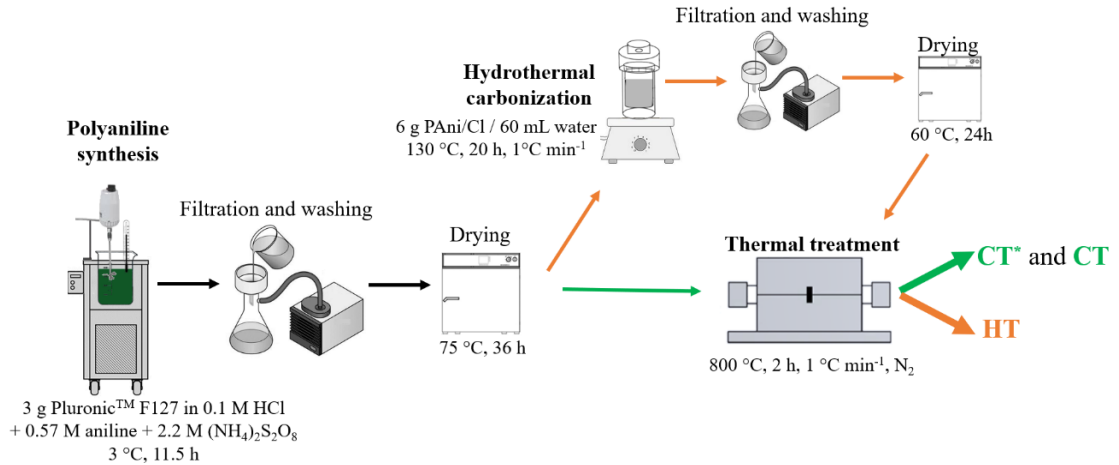 Polyaniline
synthesis
3 g Pluronic™ F127 in 0.1 M HCl
+ 0.57 M aniline + 2.2 M (NH₄)₂S₂O₈
3 °C, 11.5 h
Filtration and washing
Drying
75 °C, 36 h
Hydrothermal
carbonization
6 g PAni/Cl / 60 mL water
130 °C, 20 h, 1°C min⁻¹
Filtration and washing
Drying
60 °C, 24h
Thermal treatment
800 °C, 2 h, 1 °C min⁻¹, N₂
CT* and CT
HT